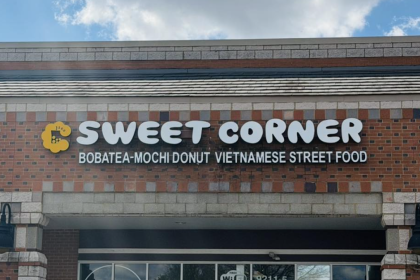 SWEET CORNER
BOBATEA-MOCHI DONUT VIETNAMESE STREET FOOD